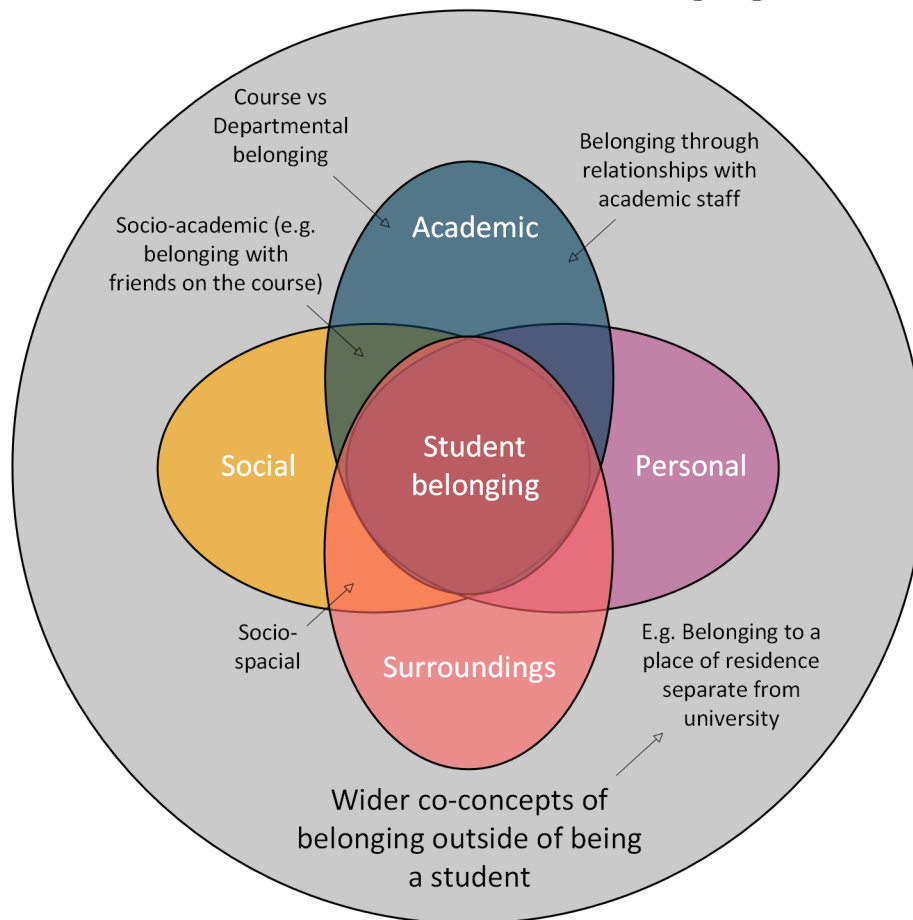 Course vs
Departmental
belonging
Belonging through
relationships with
academic staff
Academic
Socio-academic (e.g.
belonging with
friends on the course)
Social
Student
belonging
Personal
Socio-
spacial
Surroundings
E.g. Belonging to a
place of residence
separate from
university
Wider co-concepts of
belonging outside of being
a student